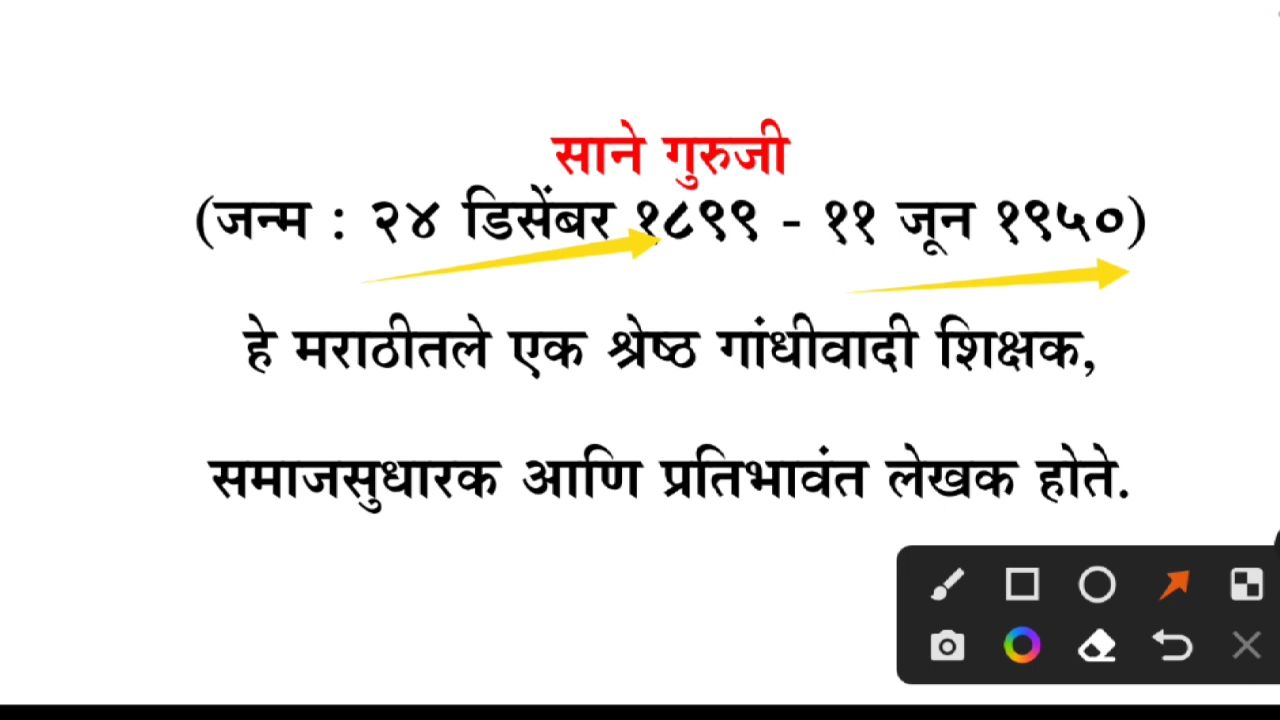 साने गुरुजी
(जन्म : २४ डिसेंबर १८९९ - ११ जून १९५०)
हे मराठीतले एक श्रेष्ठ गांधीवादी शिक्षक,
समाजसुधारक आणि प्रतिभावंत लेखक होते.